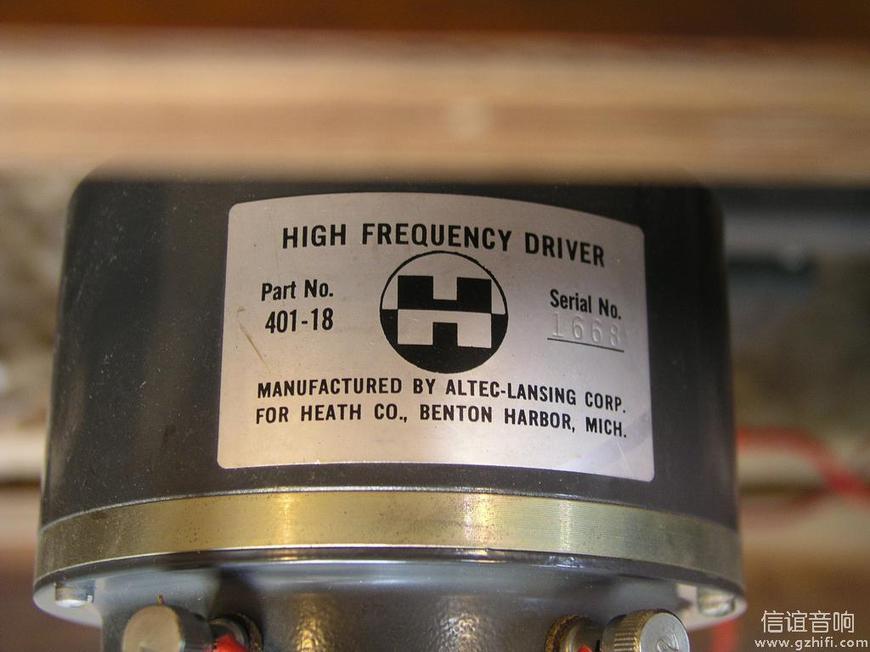 HIGH FREQUENCY DRIVER
Part No.
401-18
H
Serial No.
1668
MANUFACTURED BY ALTEC-LANSING CORP.
FOR HEATH CO., BENTON HARBOR, MICH.
信谊音响
www.gzhifi.com